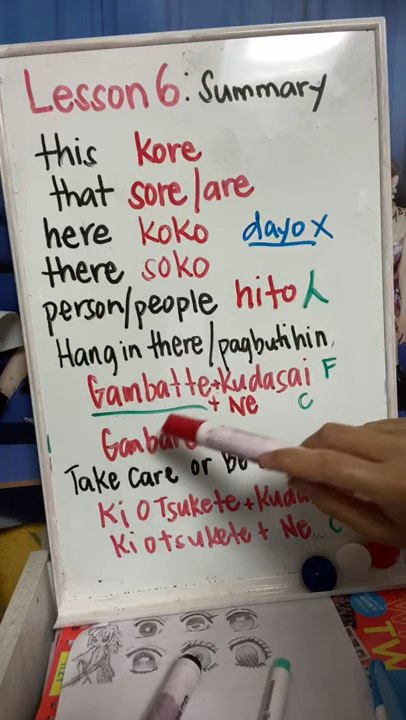 Lesson 6: Summary
this kore
that sore/are
here koko dayo x
there soko
person/people hito 人
Hang in there/pagbutihin,
Gambatte+Kudasai F
+ Ne C
Take Care or
Ki O Tsukete +
Ki otsukete + Ne.. C
TW